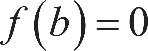 f(b) = 0